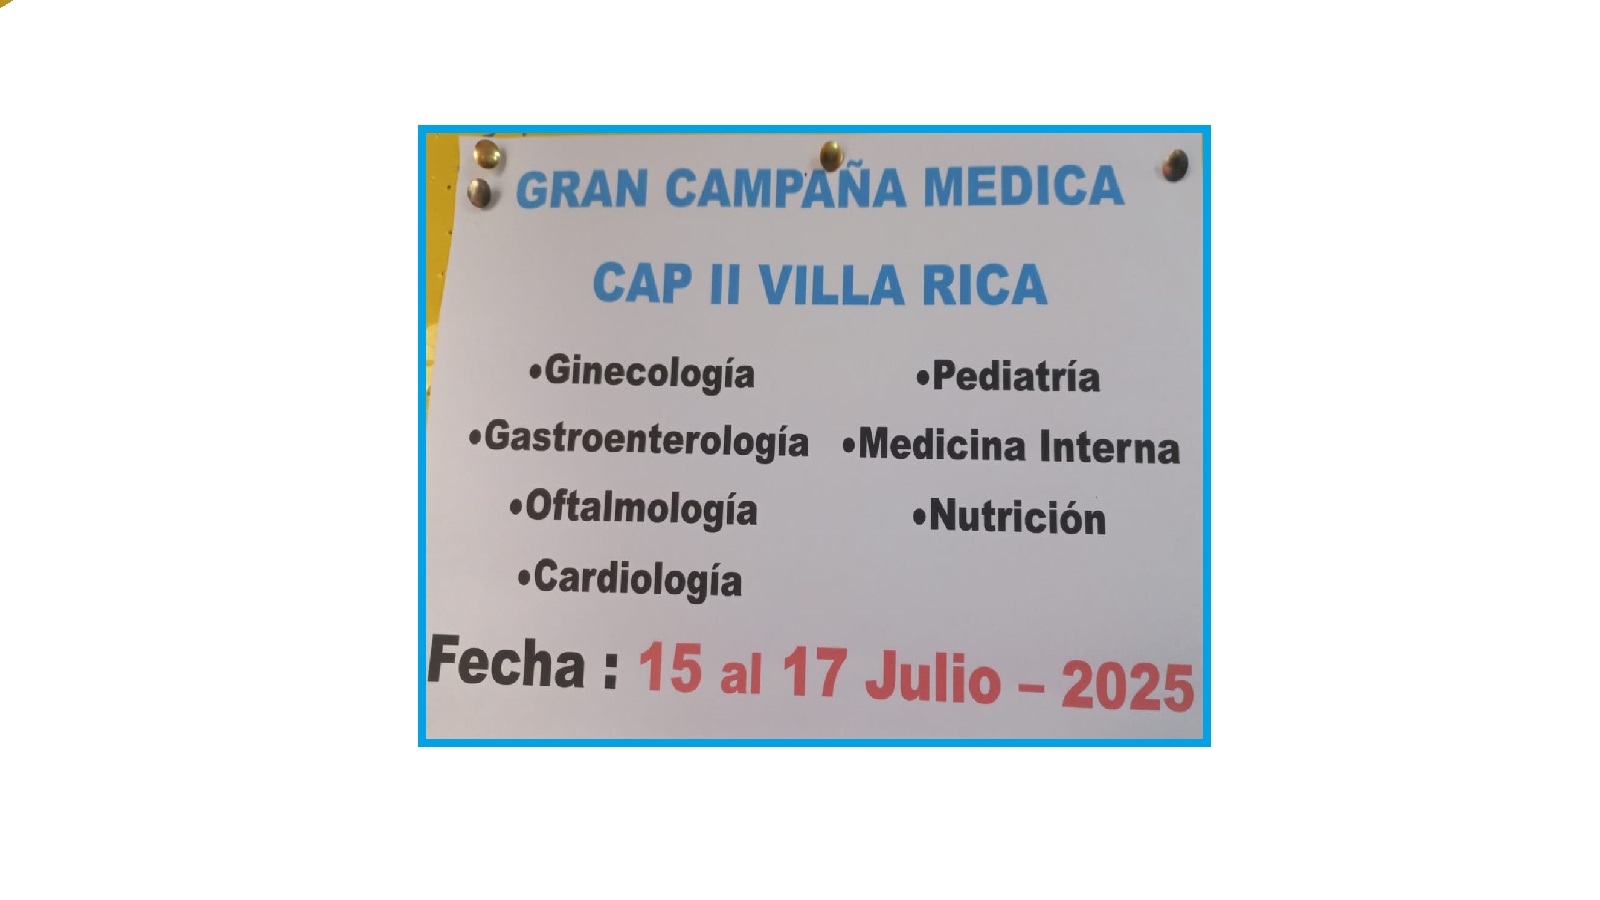 GRAN CAMPAÑA MEDICA
CAP II VILLA RICA
•Ginecología
•Gastroenterología
•Oftalmología
•Cardiología
•Pediatría
•Medicina Interna
•Nutrición
Fecha : 15 al 17 Julio – 2025